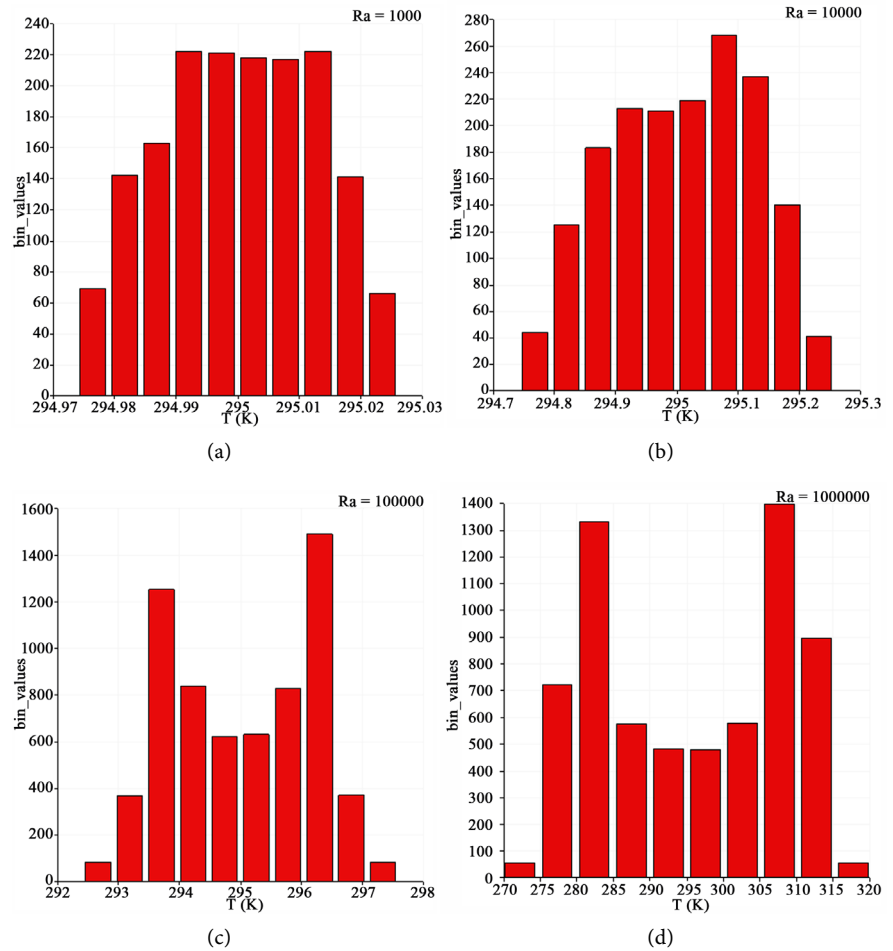 Ra = 1000
240
220
200
180
160
140
120
100
80
60
40
20
0
bin_values
294.97 294.98 294.99 295 295.01 295.02 295.03
T (K)
(a)
Ra = 10000
280
260
240
220
200
180
160
140
120
100
80
60
40
20
0
bin_values
294.7 294.8 294.9 295 295.1 295.2 295.3
T (K)
(b)
Ra = 100000
1600
1400
1200
1000
800
600
400
200
0
bin_values
292 293 294 295 296 297 298
T (K)
(c)
Ra = 1000000
1400
1300
1200
1100
1000
900
800
700
600
500
400
300
200
100
0
bin_values
270 275 280 285 290 295 300 305 310 315 320
T (K)
(d)